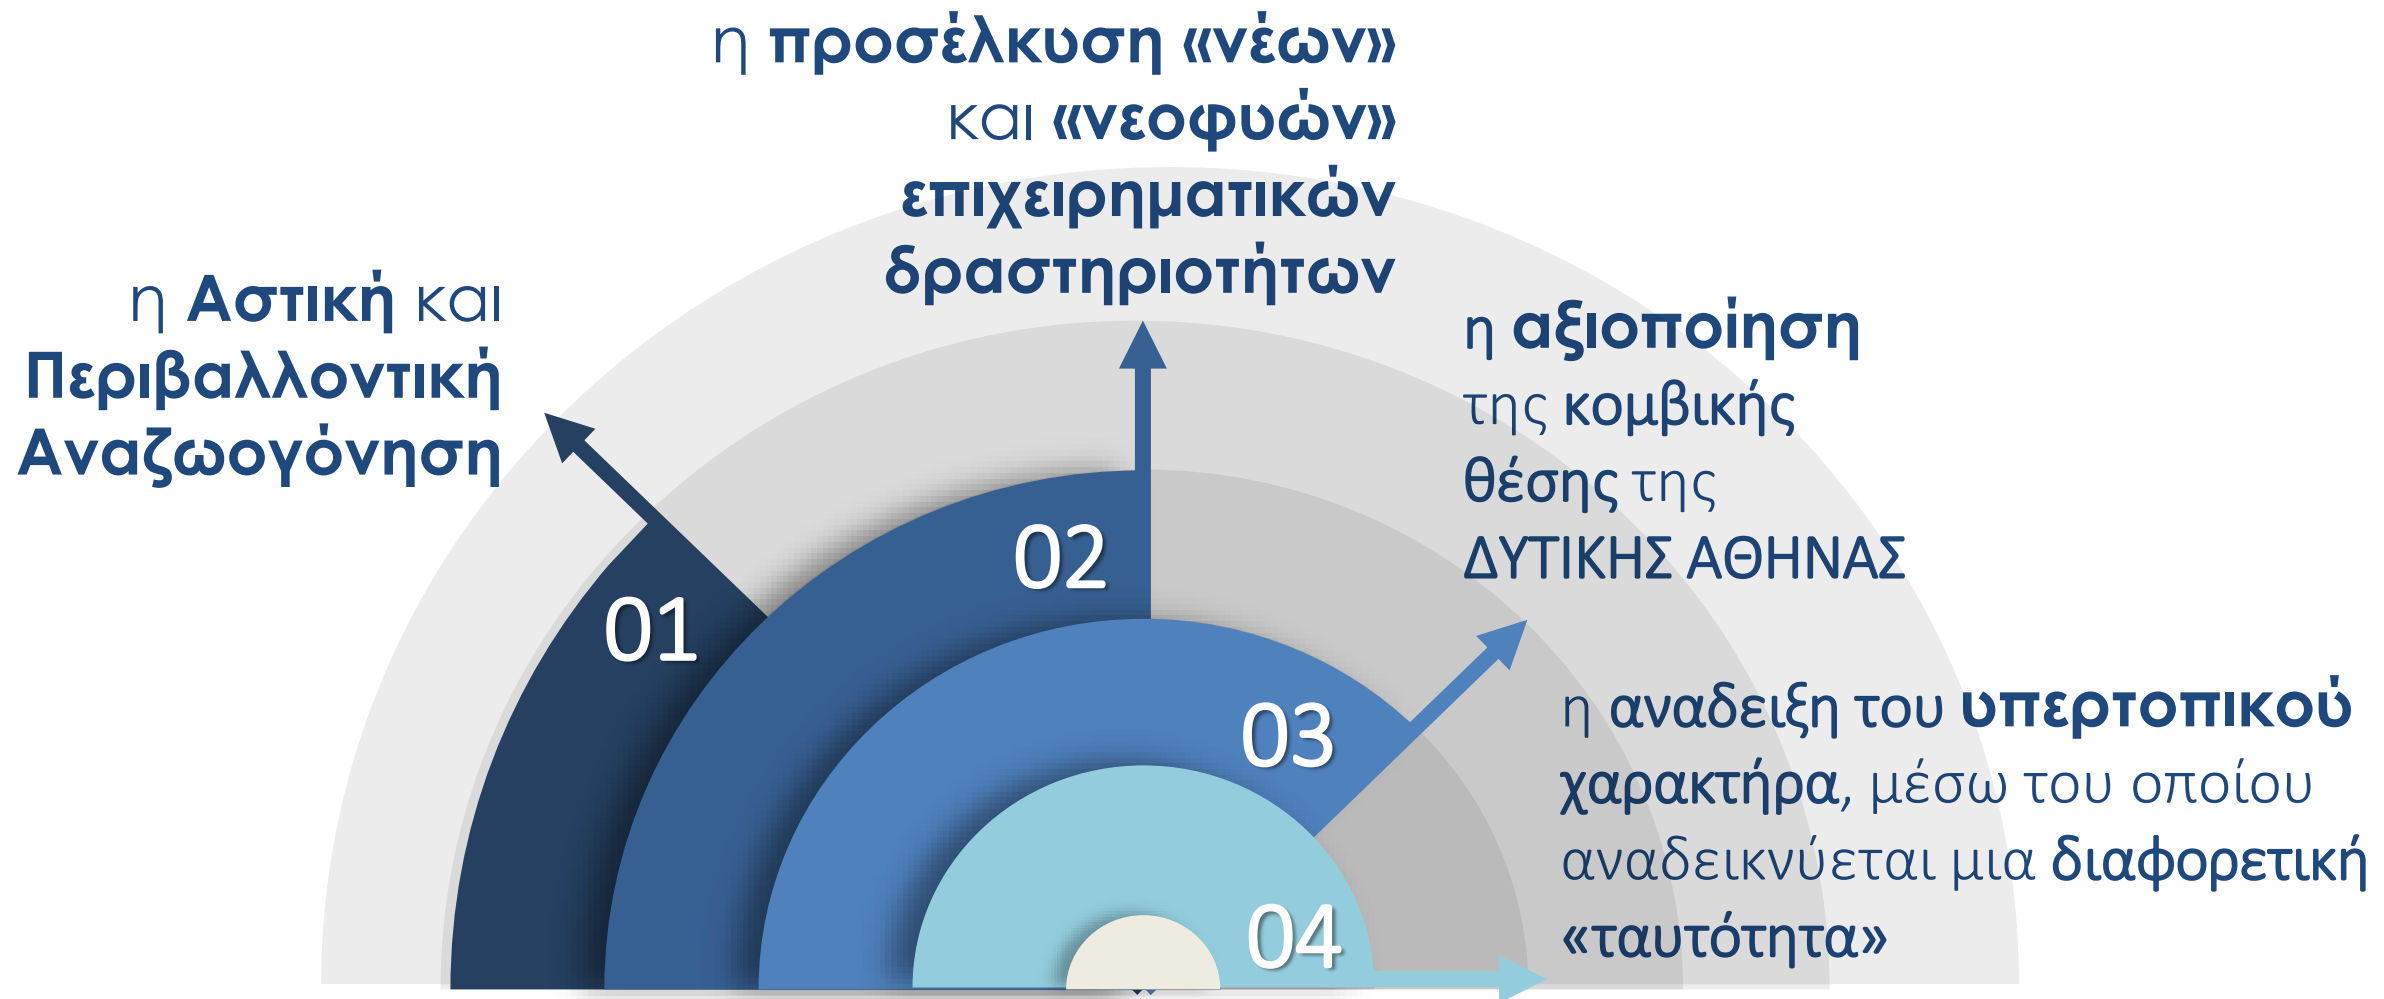 η προσέλκυση «νέων»
και «νεοφυών»
επιχειρηματικών
δραστηριοτήτων
η Αστική και
Περιβαλλοντική
Αναζωογόνηση
η αξιοποίηση
της κομβικής
θέσης της
ΔΥΤΙΚΗΣ ΑΘΗΝΑΣ
02
01
03
η αναδειξη του υπερτοπικού
χαρακτήρα, μέσω του οποίου
αναδεικνύεται μια διαφορετική
«ταυτότητα»
04